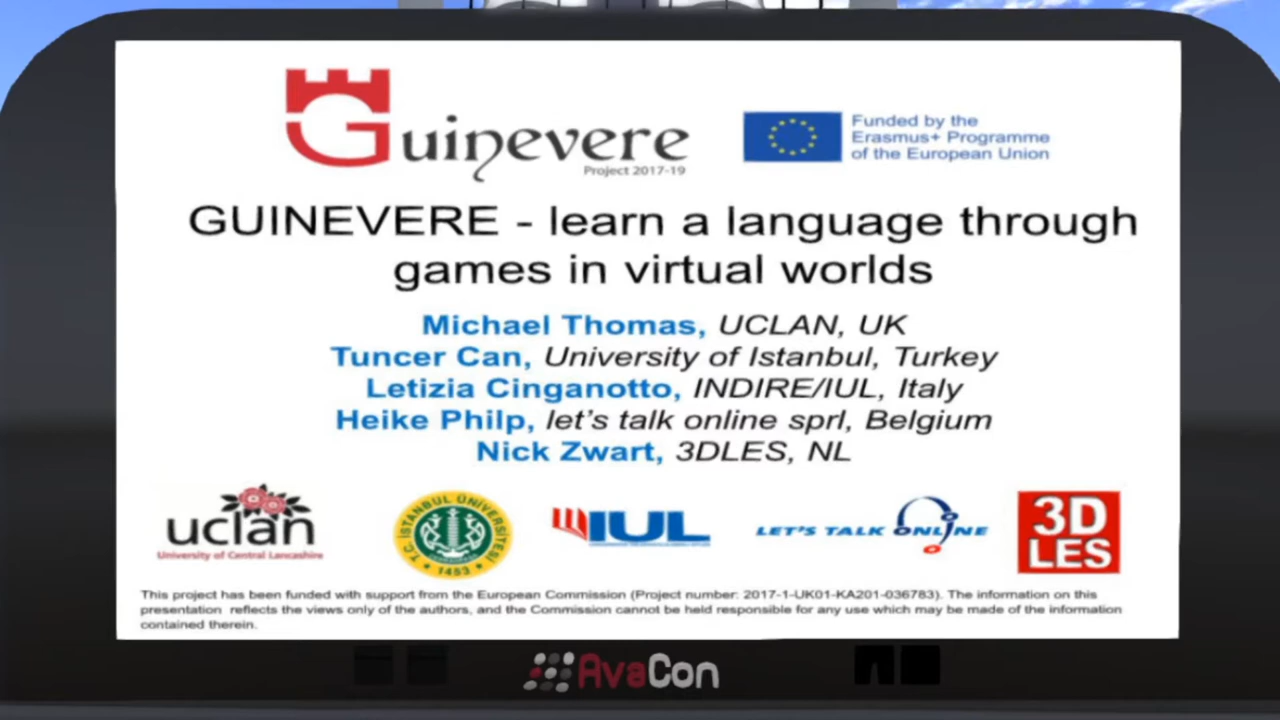 Guinevere
Project 2017-19
Funded by the
Erasmus+ Programme
of the European Union
GUINEVERE - learn a language through
games in virtual worlds
Michael Thomas, UCLAN, UK
Tuncer Can, University of Istanbul, Turkey
Letizia Cinganotto, INDIRE/IUL, Italy
Heike Philp, let's talk online sprl, Belgium
Nick Zwart, 3DLES, NL
uclan
University of Central Lancashire
T.C. İSTANBUL ÜNİVERSİTESİ
1453
IUL
LET'S TALK ONLINE
3D
LES
This project has been funded with support from the European Commission (Project number: 2017-1-UK01-KA201-036783). The information on this
presentation reflects the views only of the authors, and the Commission cannot be held responsible for any use which may be made of the information
contained therein.
AvaCon